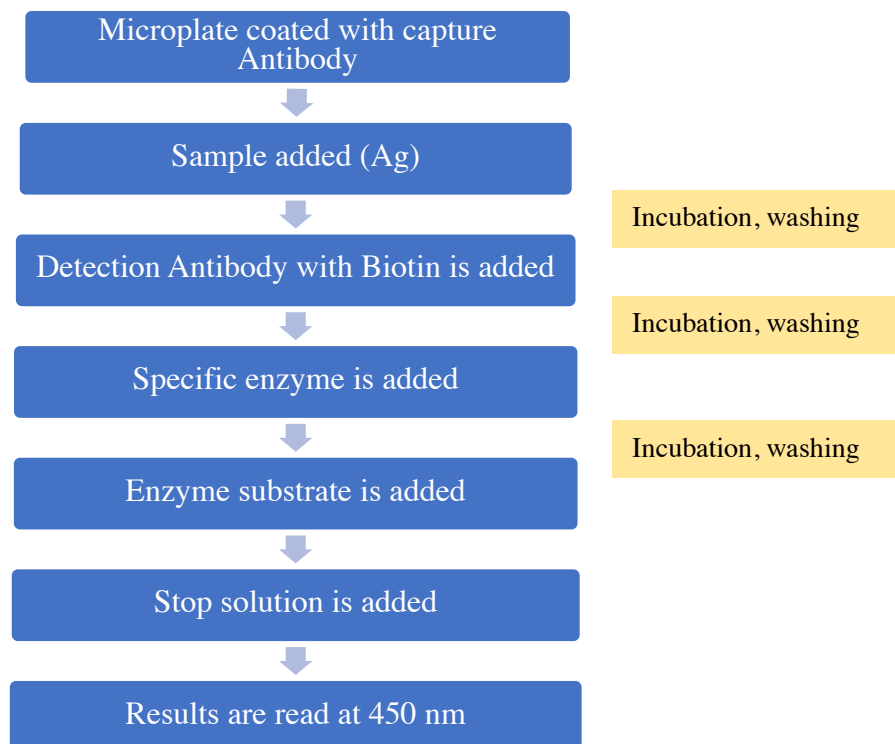 Microplate coated with capture
Antibody
Sample added (Ag)
Incubation, washing
Detection Antibody with Biotin is added
Incubation, washing
Specific enzyme is added
Incubation, washing
Enzyme substrate is added
Stop solution is added
Results are read at 450 nm